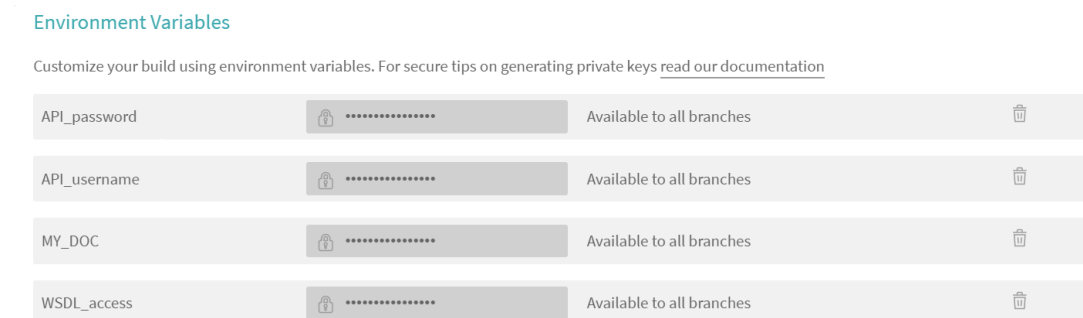 Environment Variables
Customize your build using environment variables. For secure tips on generating private keys read our documentation
API_password •••••••••••••••• Available to all branches
API_username •••••••••••••••• Available to all branches
MY_DOC •••••••••••••••• Available to all branches
WSDL_access •••••••••••••••• Available to all branches